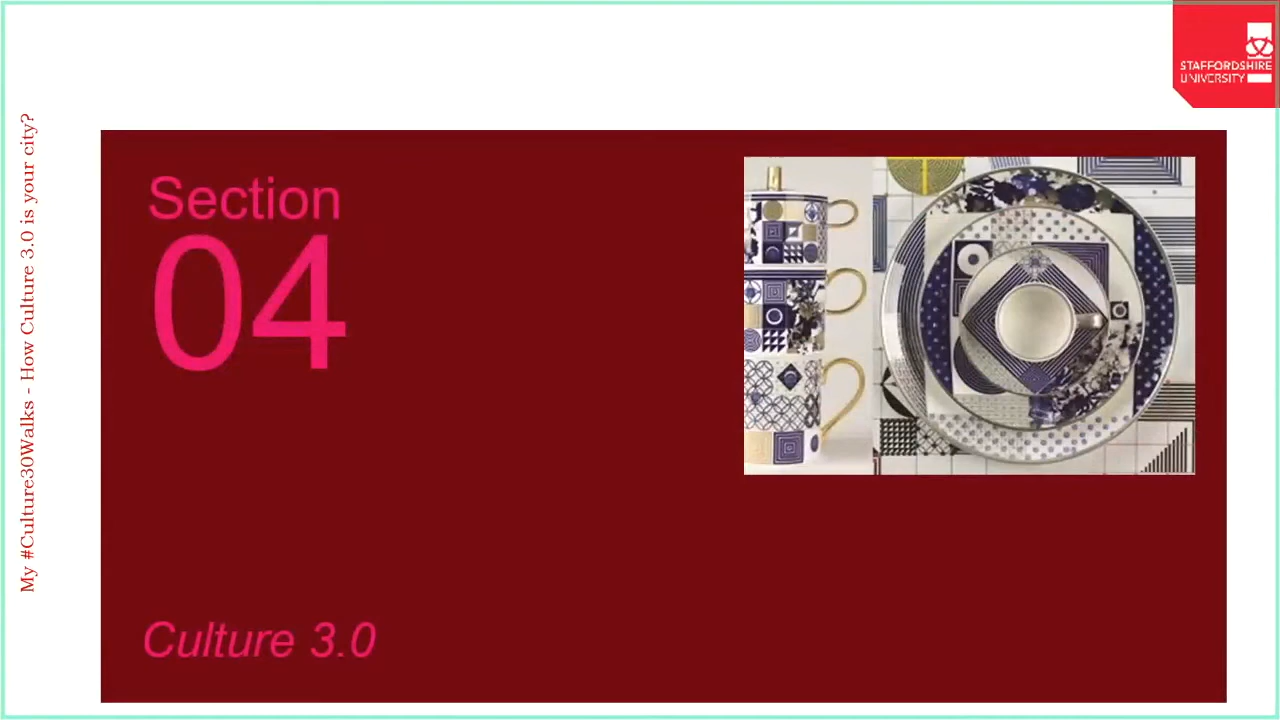 STAFFORDSHIRE
UNIVERSITY
My #Culture30Walks - How Culture 3.0 is your city?
Section
04
Culture 3.0